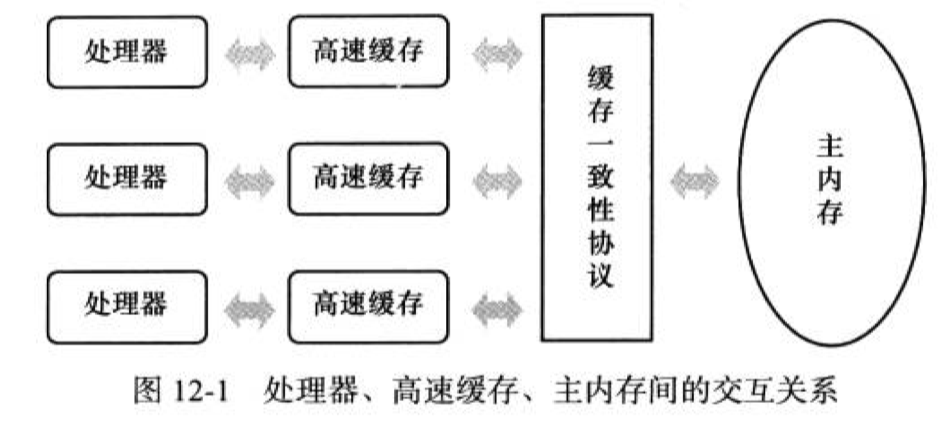 处理器
高速缓存
处理器
高速缓存
处理器
高速缓存
缓存一致性协议
主内存
图 12-1 处理器、高速缓存、主内存间的交互关系